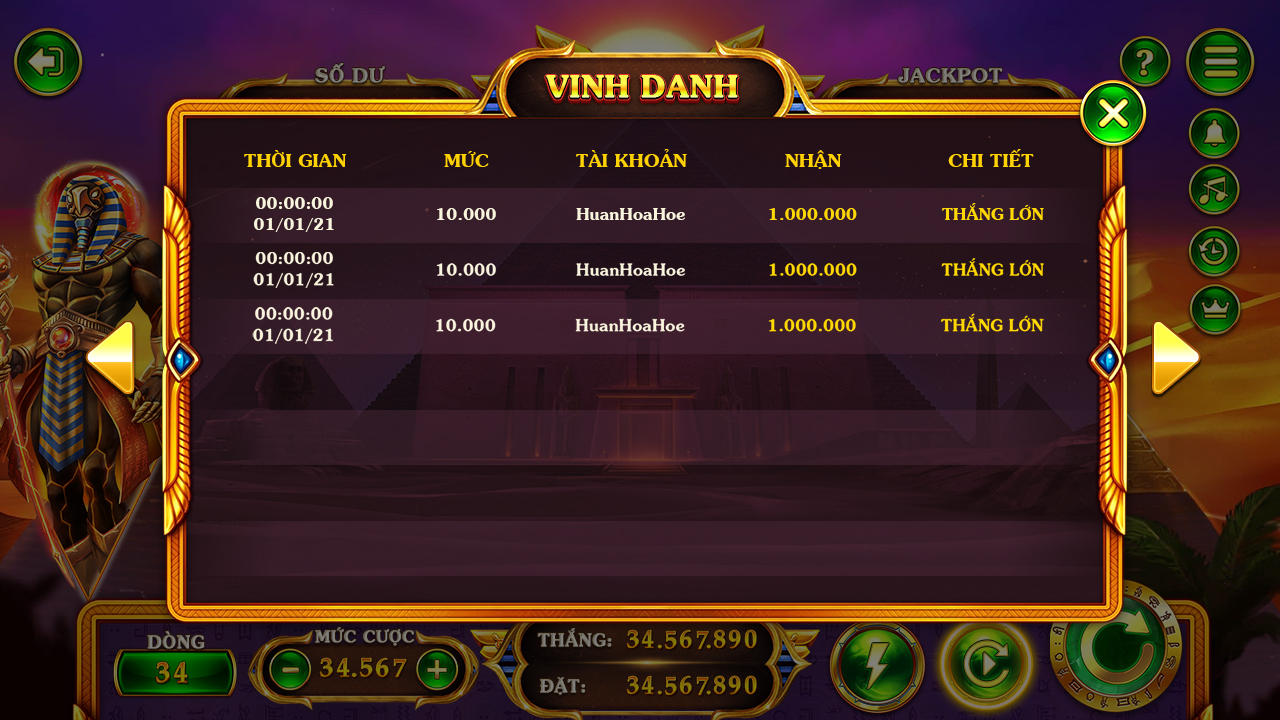 SỐ DƯ
VINH DANH
JACKPOT
?
THỜI GIAN MỨC TÀI KHOẢN NHẬN CHI TIẾT
00:00:00
01/01/21 10.000 HuanHoaHoe 1.000.000 THẮNG LỚN
00:00:00
01/01/21 10.000 HuanHoaHoe 1.000.000 THẮNG LỚN
00:00:00
01/01/21 10.000 HuanHoaHoe 1.000.000 THẮNG LỚN
DÒNG
34
MỨC CƯỢC
34.567
THẮNG: 34.567.890
ĐẶT: 34.567.890